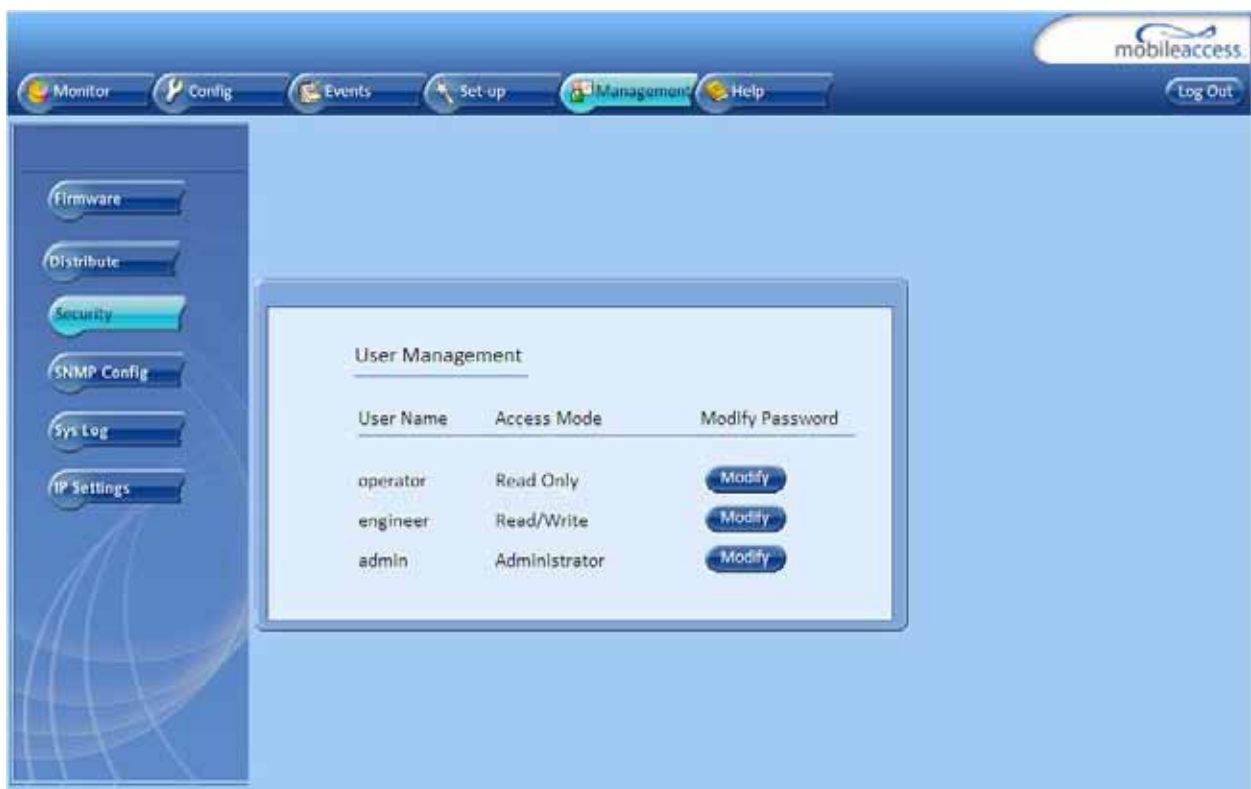 mobileaccess
Monitor Config Events Set-up Management Help Log Out
Firmware
Distribute
Security
SNMP Config
Sys Log
IP Settings
User Management
User Name Access Mode Modify Password
operator Read Only Modify
engineer Read/Write Modify
admin Administrator Modify